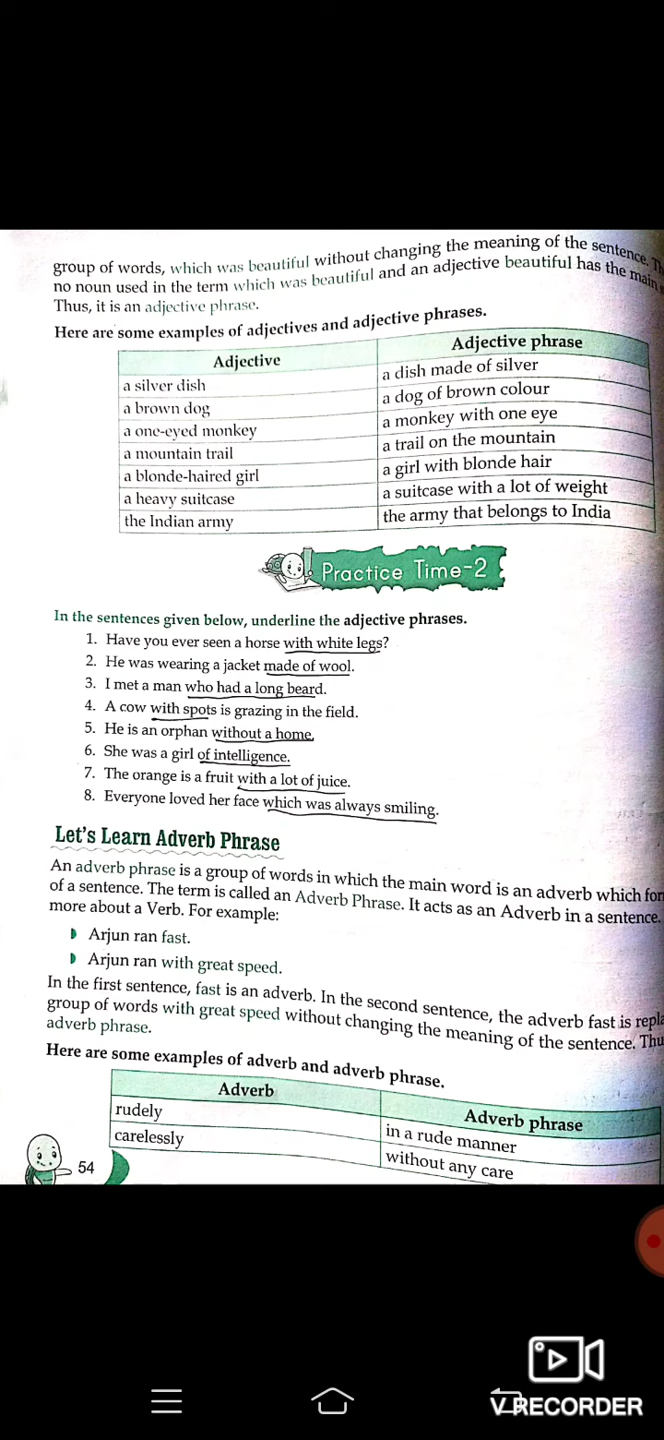 group of words, which was beautiful without changing the meaning of the sentence.
no noun used in the term which was beautiful and an adjective beautiful has the main
Thus, it is an adjective phrase.
Here are some examples of adjectives and adjective phrases.
Adjective Adjective phrase
a silver dish a dish made of silver
a brown dog a dog of brown colour
a one-eyed monkey a monkey with one eye
a mountain trail a trail on the mountain
a blonde-haired girl a girl with blonde hair
a heavy suitcase a suitcase with a lot of weight
the Indian army the army that belongs to India
Practice Time-2
In the sentences given below, underline the adjective phrases.
1. Have you ever seen a horse with white legs?
2. He was wearing a jacket made of wool.
3. I met a man who had a long beard.
4. A cow with spots is grazing in the field.
5. He is an orphan without a home.
6. She was a girl of intelligence.
7. The orange is a fruit with a lot of juice.
8. Everyone loved her face which was always smiling.
Let's Learn Adverb Phrase
An adverb phrase is a group of words in which the main word is an adverb which for
of a sentence. The term is called an Adverb Phrase. It acts as an Adverb in a sentence.
more about a Verb. For example:
Arjun ran fast.
Arjun ran with great speed.
In the first sentence, fast is an adverb. In the second sentence, the adverb fast is repla
group of words with great speed without changing the meaning of the sentence. Thu
adverb phrase.
Here are some examples of adverb and adverb phrase.
Adverb Adverb phrase
rudely in a rude manner
carelessly without any care
54
V RECORDER